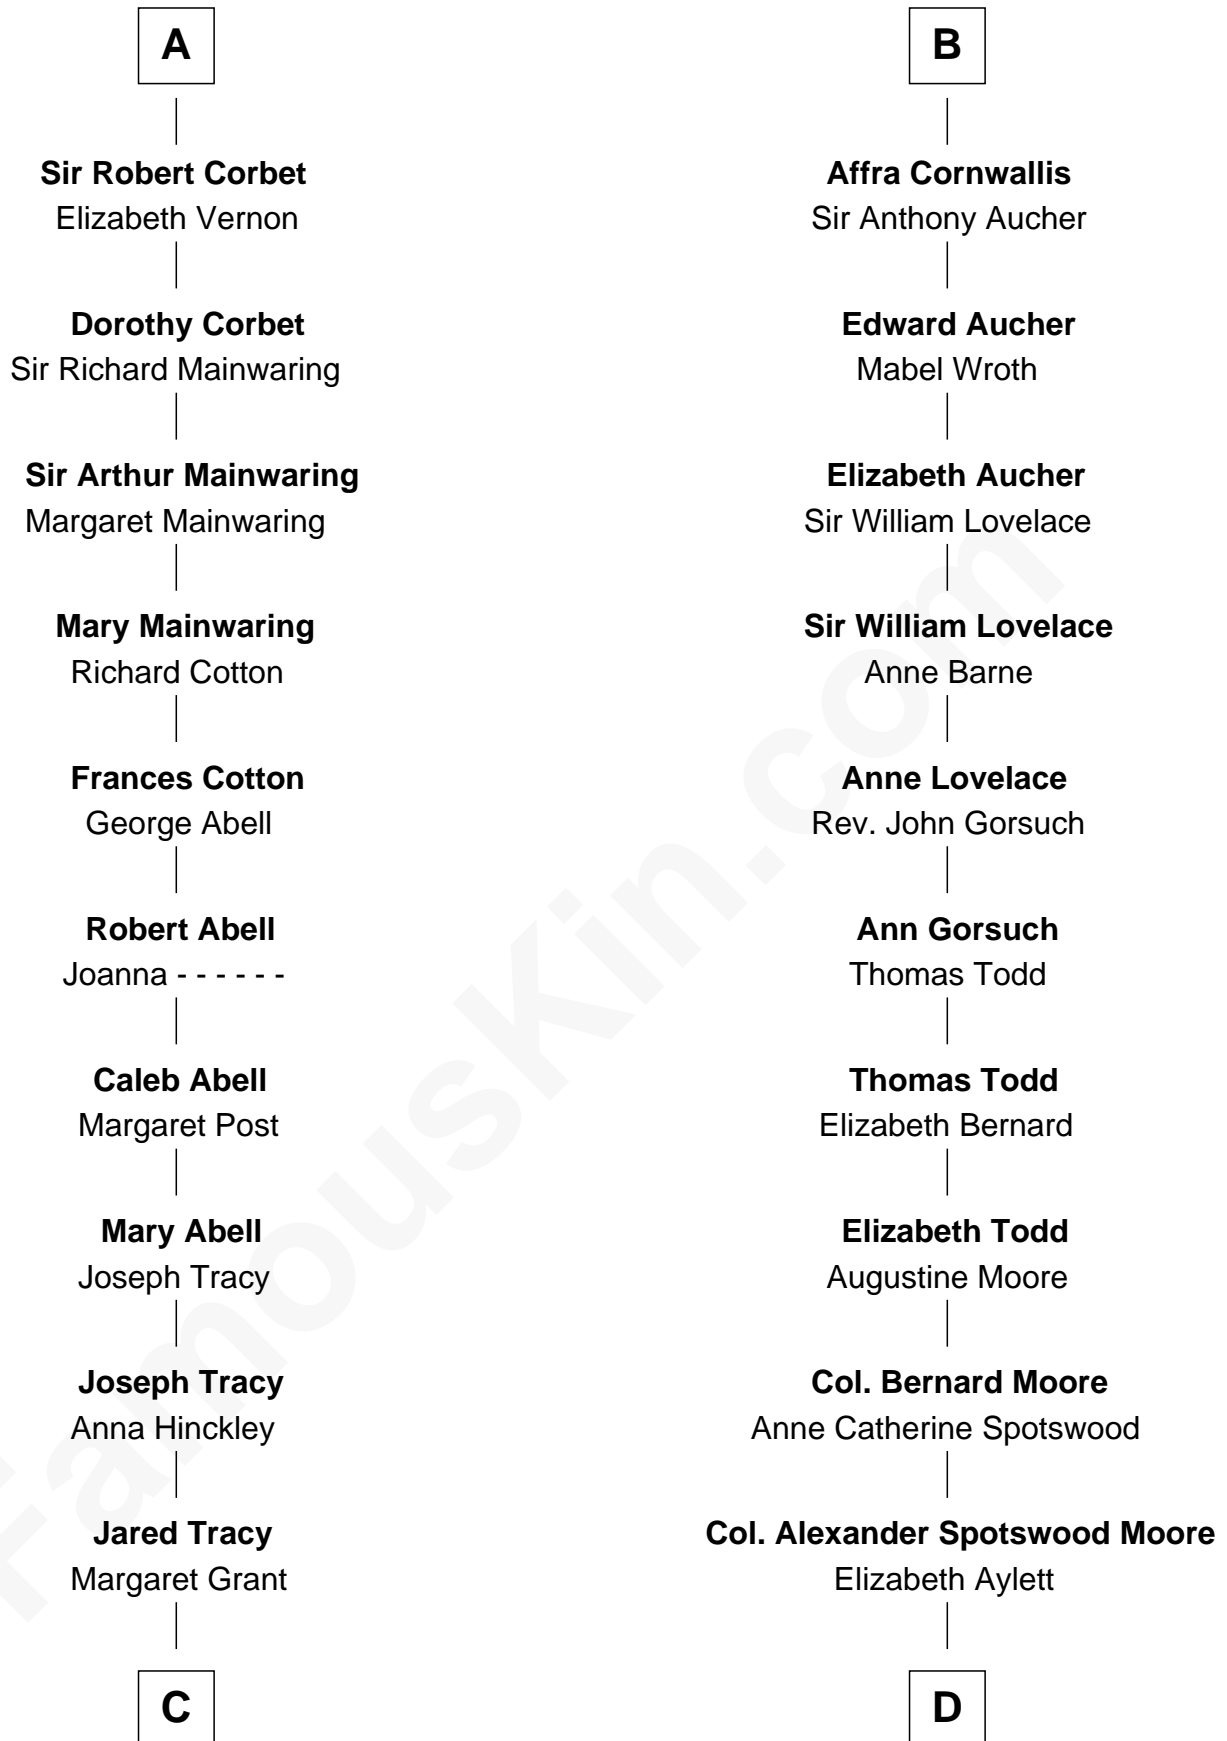 A
Sir Robert Corbet
Elizabeth Vernon
Dorothy Corbet
Sir Richard Mainwaring
Sir Arthur Mainwaring
Margaret Mainwaring
Mary Mainwaring
Richard Cotton
Frances Cotton
George Abell
Robert Abell
Joanna - - - - - -
Caleb Abell
Margaret Post
Mary Abell
Joseph Tracy
Joseph Tracy
Anna Hinckley
Jared Tracy
Margaret Grant
C
B
Affra Cornwallis
Sir Anthony Aucher
Edward Aucher
Mabel Wroth
Elizabeth Aucher
Sir William Lovelace
Sir William Lovelace
Anne Barne
Anne Lovelace
Rev. John Gorsuch
Ann Gorsuch
Thomas Todd
Thomas Todd
Elizabeth Bernard
Elizabeth Todd
Augustine Moore
Col. Bernard Moore
Anne Catherine Spotswood
Col. Alexander Spotswood Moore
Elizabeth Aylett
D
FamousKin.com